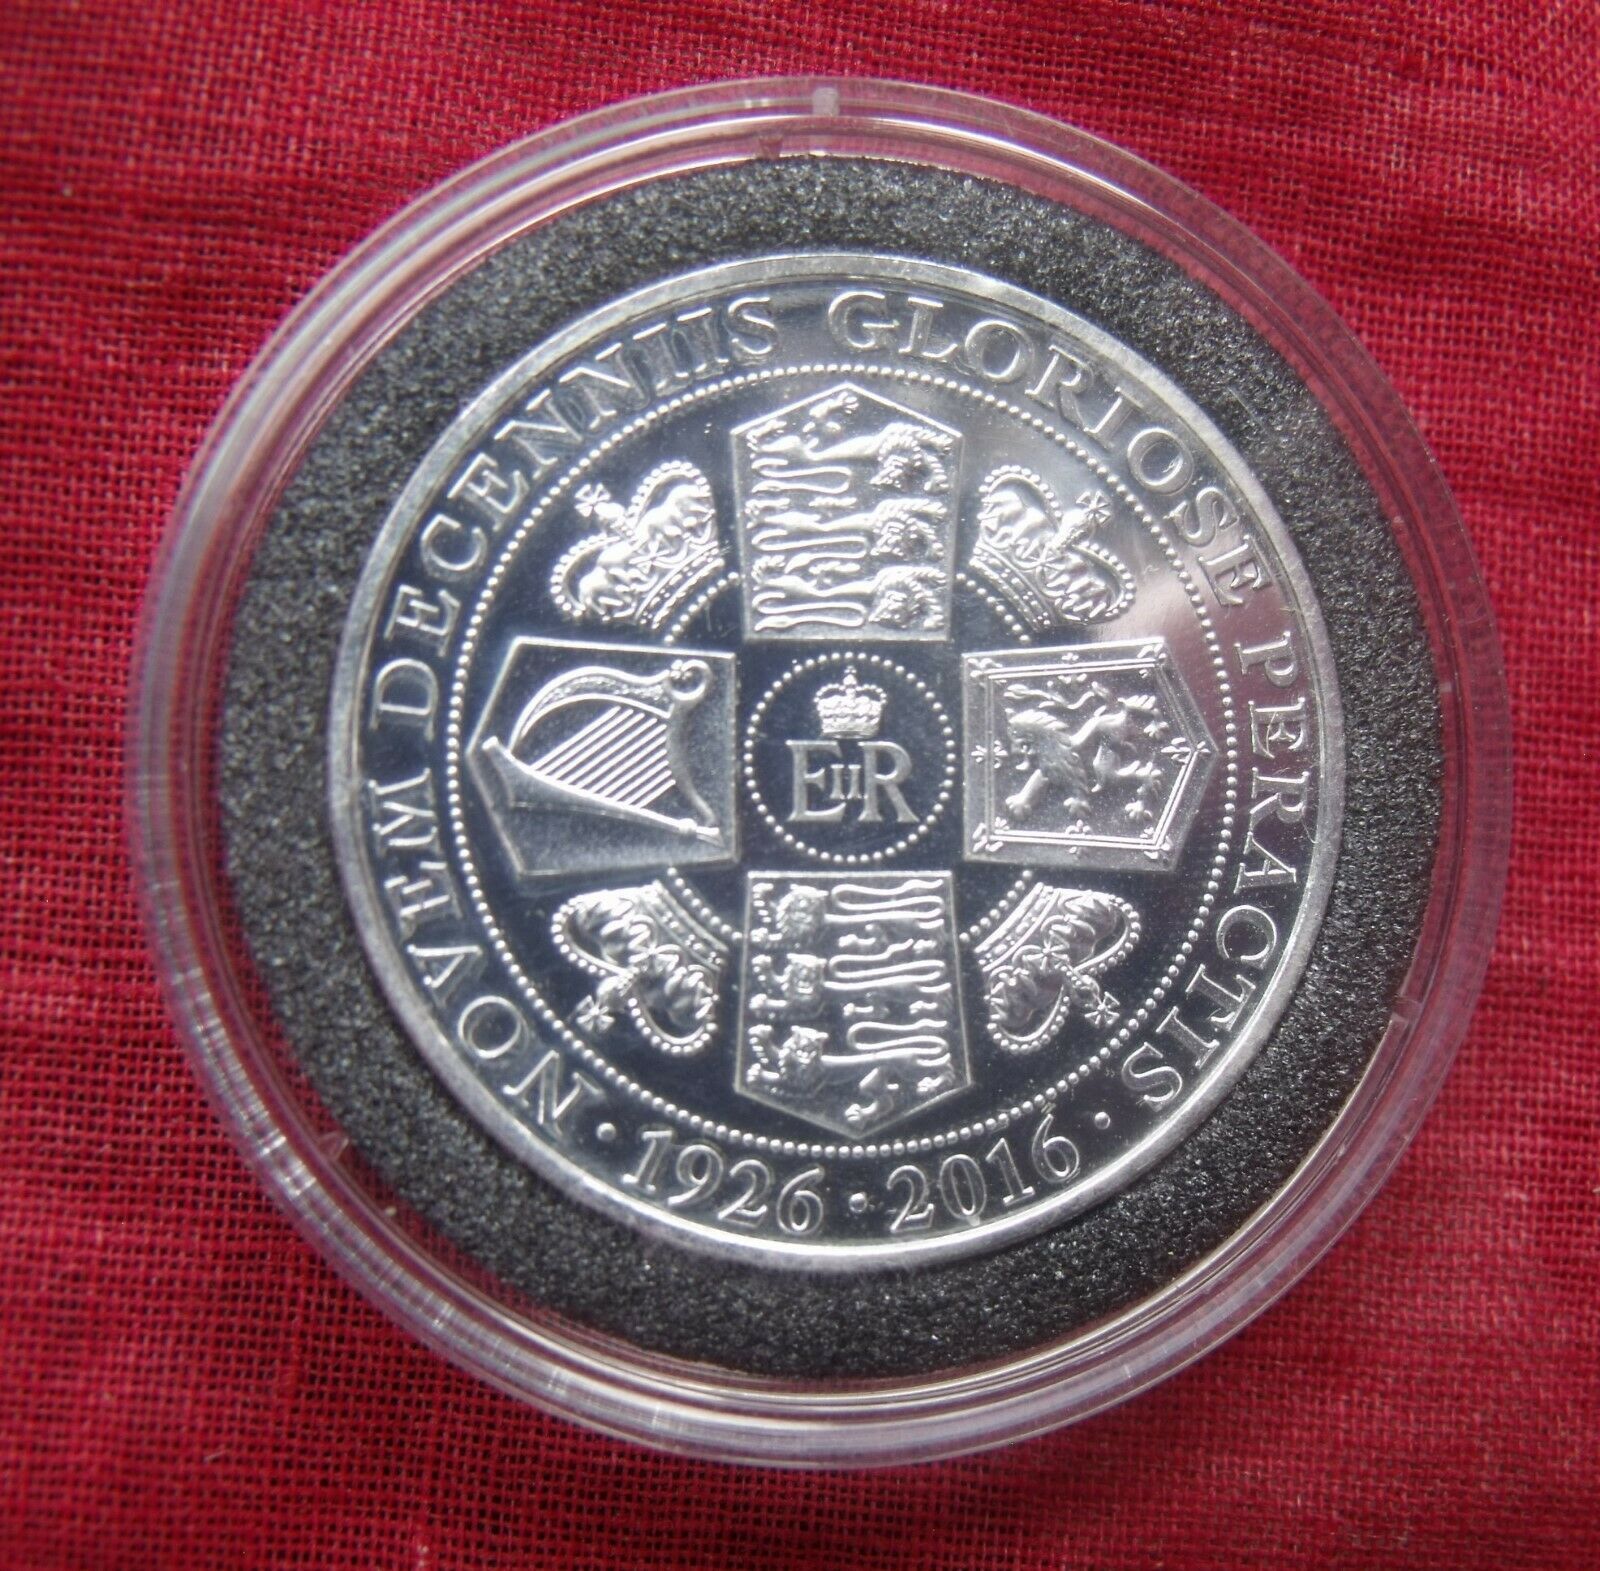 NOVEM DECENNIIS GLORIOSE PERACTIS
· 1926 · 2016 ·
EIIR